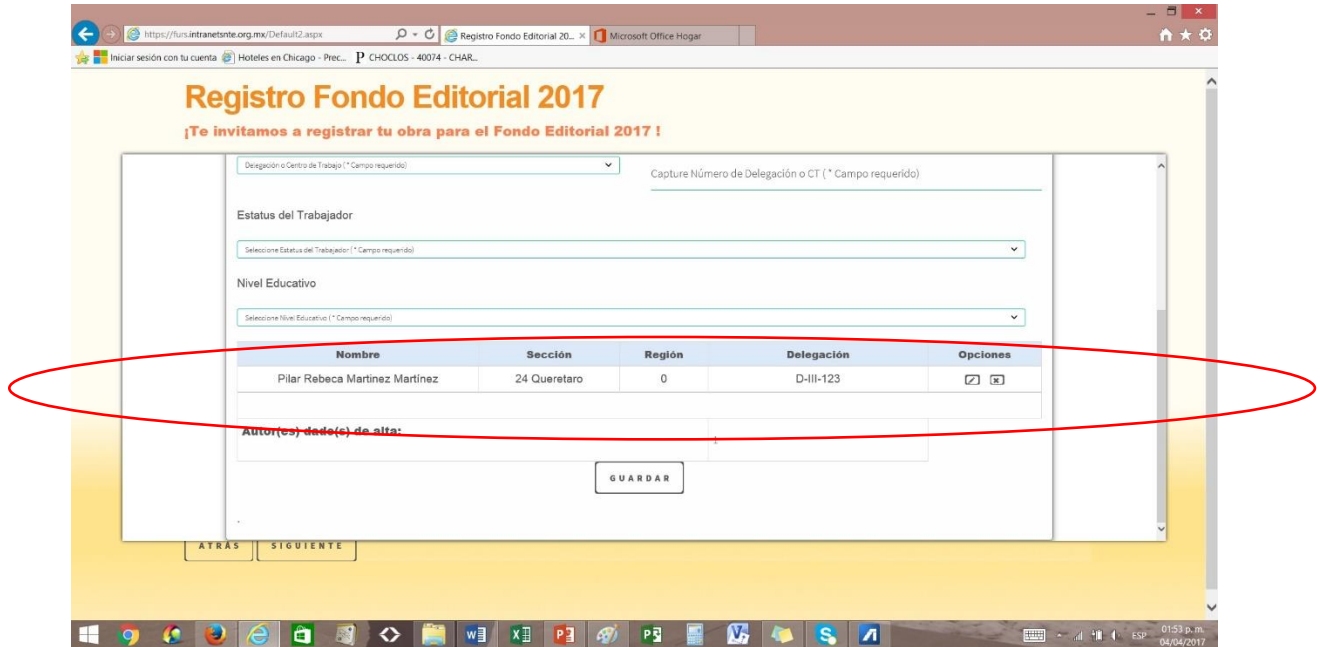 https://furs.intranetsnte.org.mx/Default2.aspx
Registro Fondo Editorial 20...
Microsoft Office Hogar
Iniciar sesión con tu cuenta
Hoteles en Chicago - Prec...
P CHOCLOS - 40074 - CHAR...
Registro Fondo Editorial 2017
¡Te invitamos a registrar tu obra para el Fondo Editorial 2017 !
Delegación o Centro de Trabajo ( * Campo requerido)
Capture Número de Delegación o CT ( * Campo requerido)
Estatus del Trabajador
Seleccione Estatus del Trabajador ( * Campo requerido)
Nivel Educativo
Seleccione Nivel Educativo ( * Campo requerido)
Nombre Sección Región Delegación Opciones
Pilar Rebeca Martínez Martínez 24 Queretaro 0 D-III-123
Autor(es) dado(s) de alta:
1
GUARDAR
ATRÁS SIGUIENTE
ESP
01:53 p.m.
04/04/2017